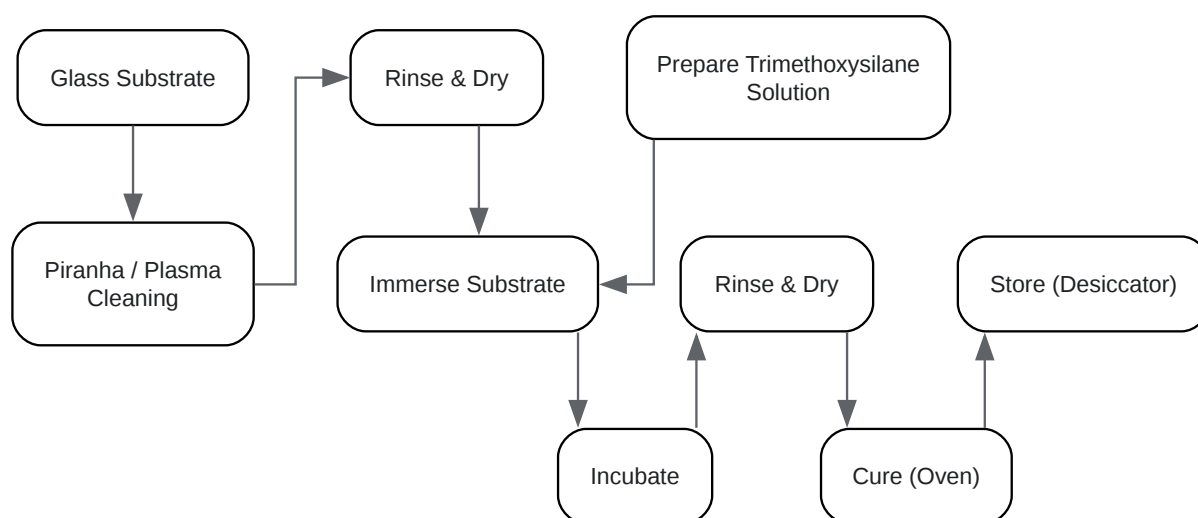 Glass Substrate
Rinse & Dry
Prepare Trimethoxysilane
Solution
Piranha / Plasma
Cleaning
Immerse Substrate
Rinse & Dry
Store (Desiccator)
Incubate
Cure (Oven)